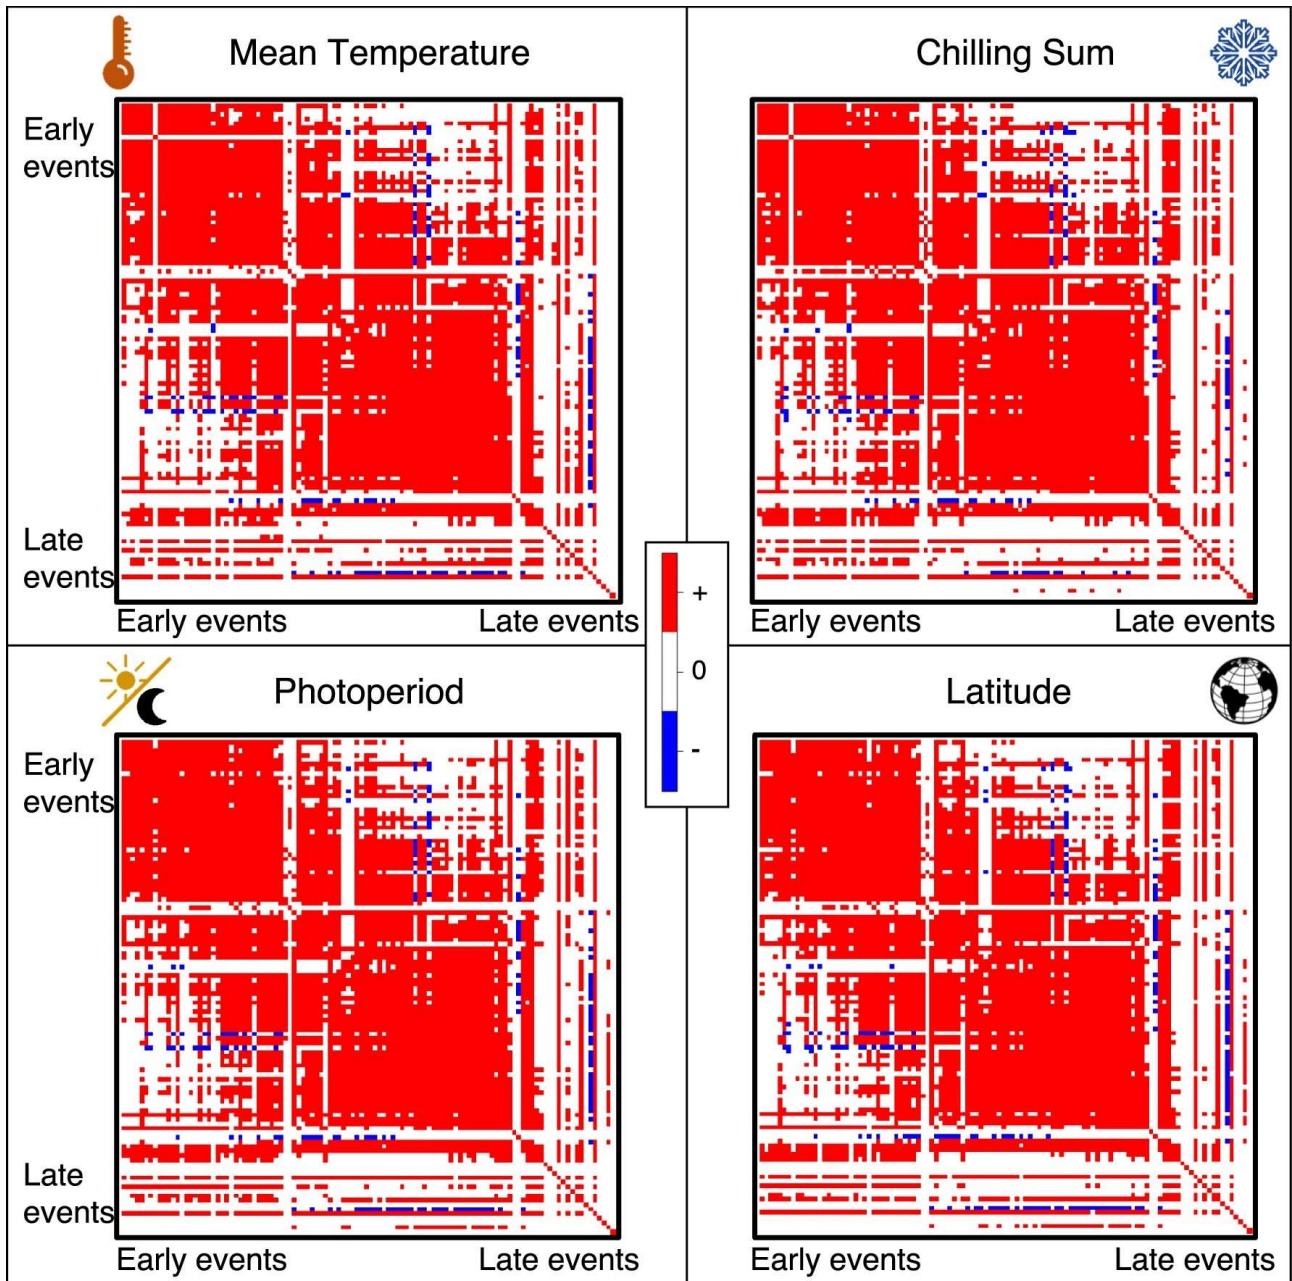 Mean Temperature
Chilling Sum
Early
events
Late
events
Early events
Late events
Early events
Late events
+
0
-
Photoperiod
Latitude
Early
events
Late
events
Early events
Late events
Early events
Late events